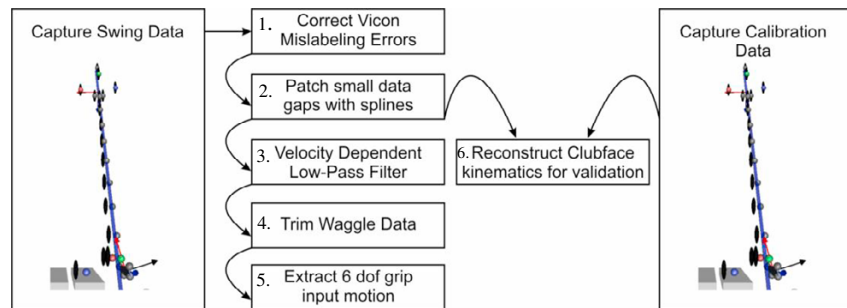 Capture Swing Data
1. Correct Vicon
Mislabeling Errors
2. Patch small data
gaps with splines
3. Velocity Dependent
Low-Pass Filter
4. Trim Waggle Data
5. Extract 6 dof grip
input motion
6. Reconstruct Clubface
kinematics for validation
Capture Calibration
Data